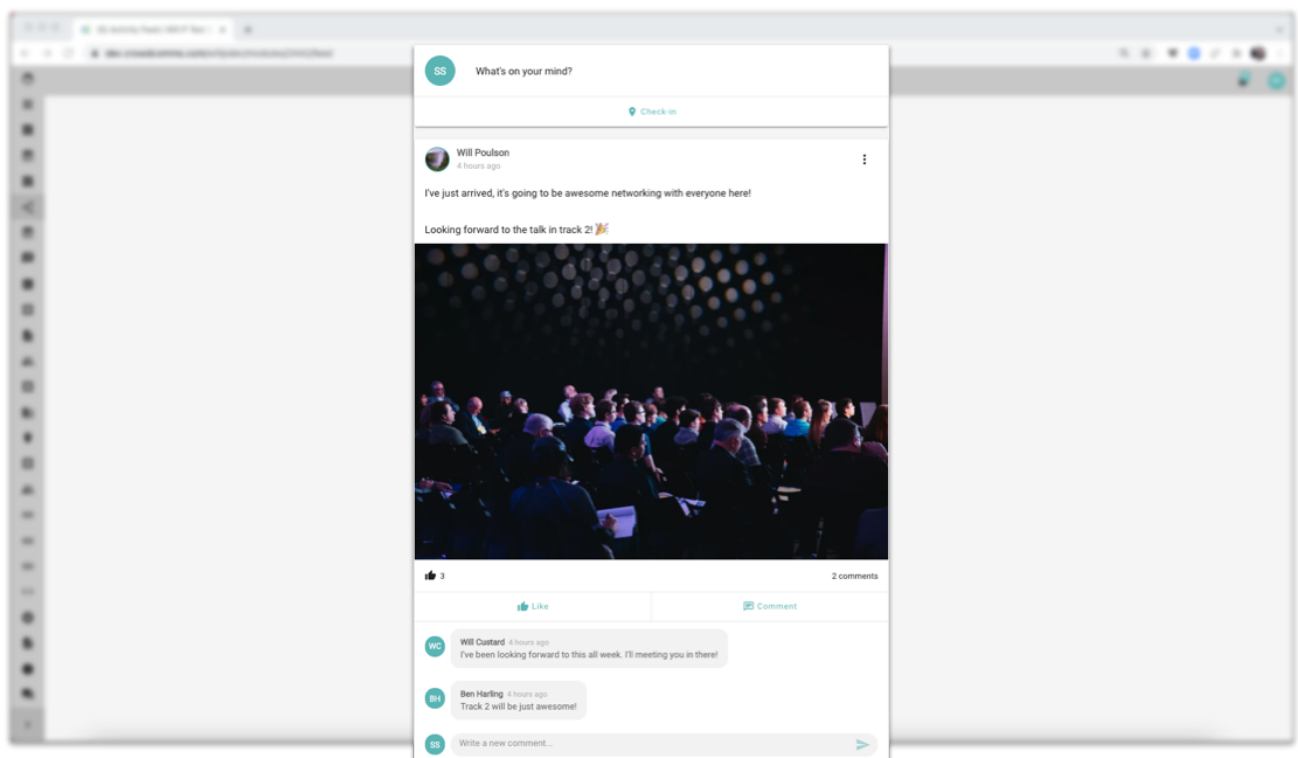 SS What's on your mind?
Check-in
Will Poulson
4 hours ago
I've just arrived, it's going to be awesome networking with everyone here!
Looking forward to the talk in track 2! 🎉
3
2 comments
Like
Comment
WC
Will Custard 4 hours ago
I've been looking forward to this all week. I'll meeting you in there!
BH
Ben Harling 4 hours ago
Track 2 will be just awesome!
SS
Write a new comment...